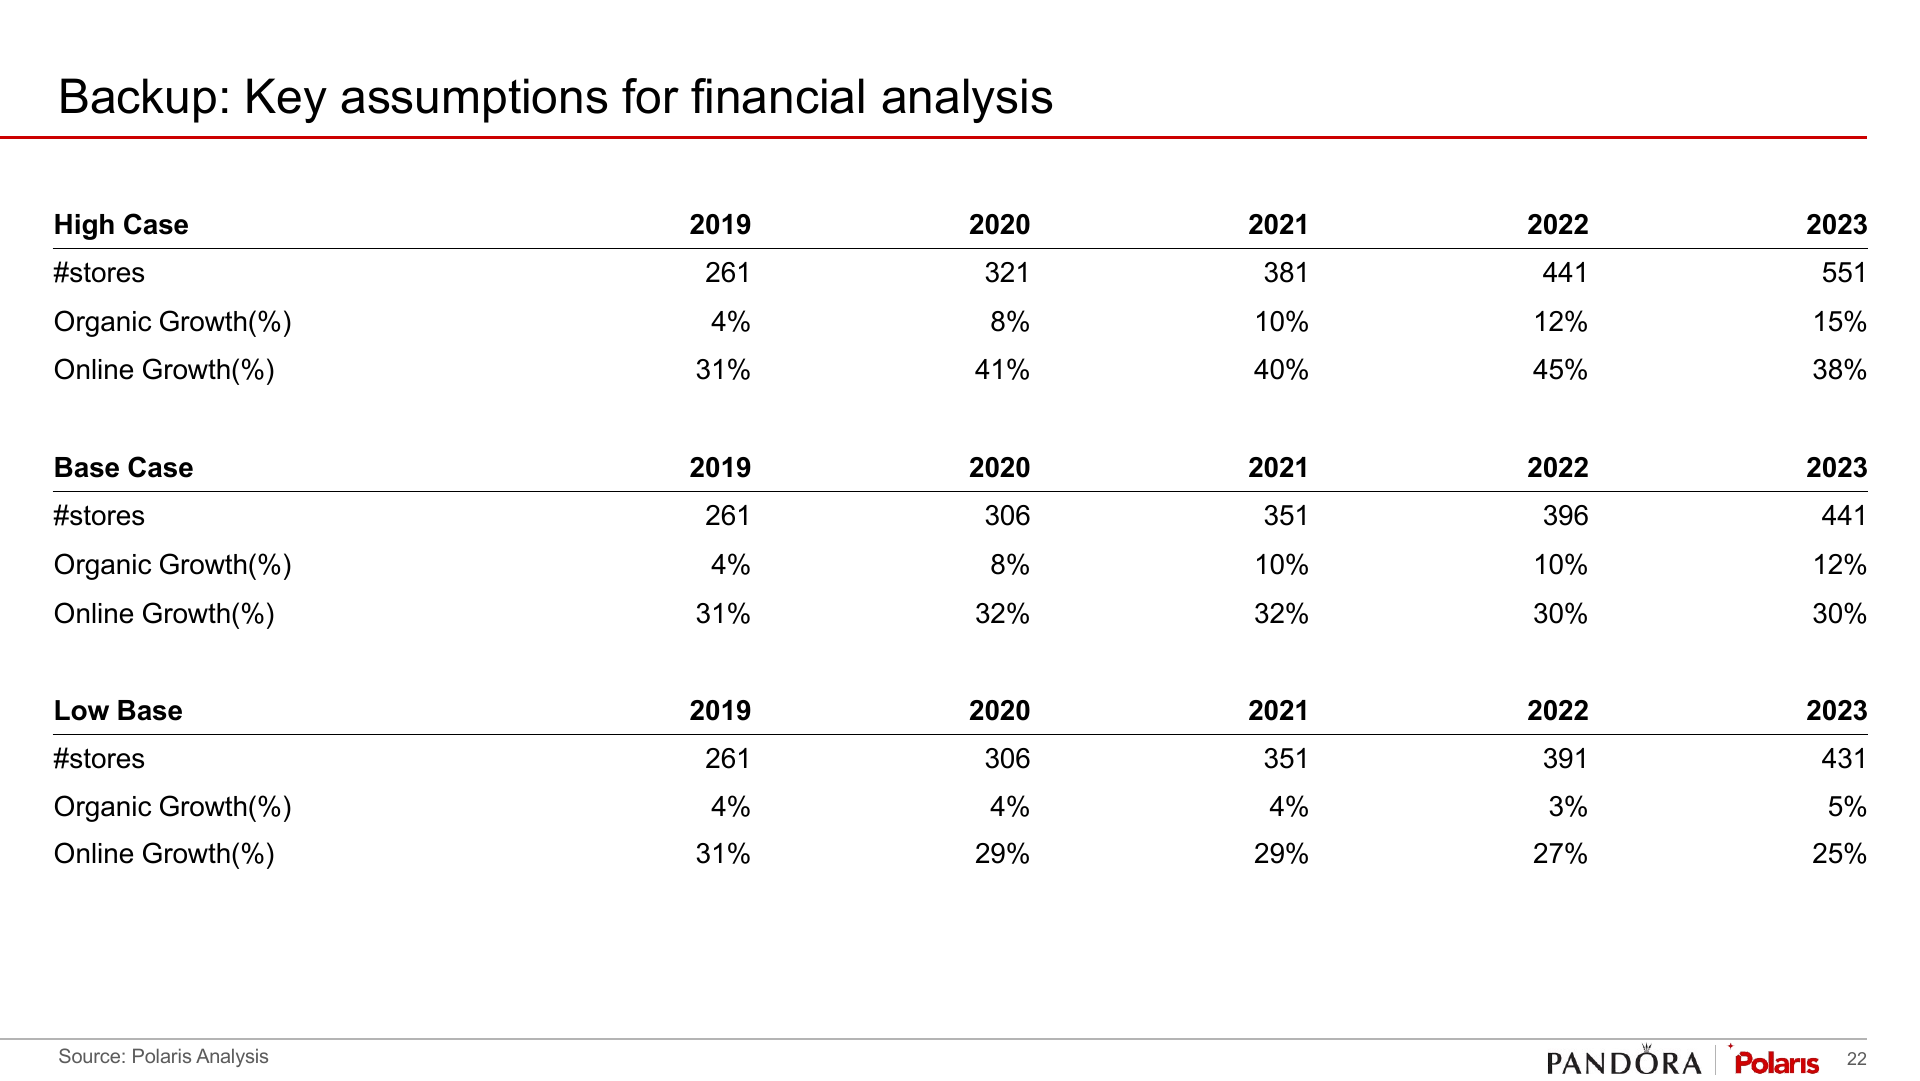 Backup: Key assumptions for financial analysis
High Case 2019 2020 2021 2022 2023
#stores 261 321 381 441 551
Organic Growth(%) 4% 8% 10% 12% 15%
Online Growth(%) 31% 41% 40% 45% 38%
Base Case 2019 2020 2021 2022 2023
#stores 261 306 351 396 441
Organic Growth(%) 4% 8% 10% 10% 12%
Online Growth(%) 31% 32% 32% 30% 30%
Low Base 2019 2020 2021 2022 2023
#stores 261 306 351 391 431
Organic Growth(%) 4% 4% 4% 3% 5%
Online Growth(%) 31% 29% 29% 27% 25%
Source: Polaris Analysis
PANDORA Polaris 22